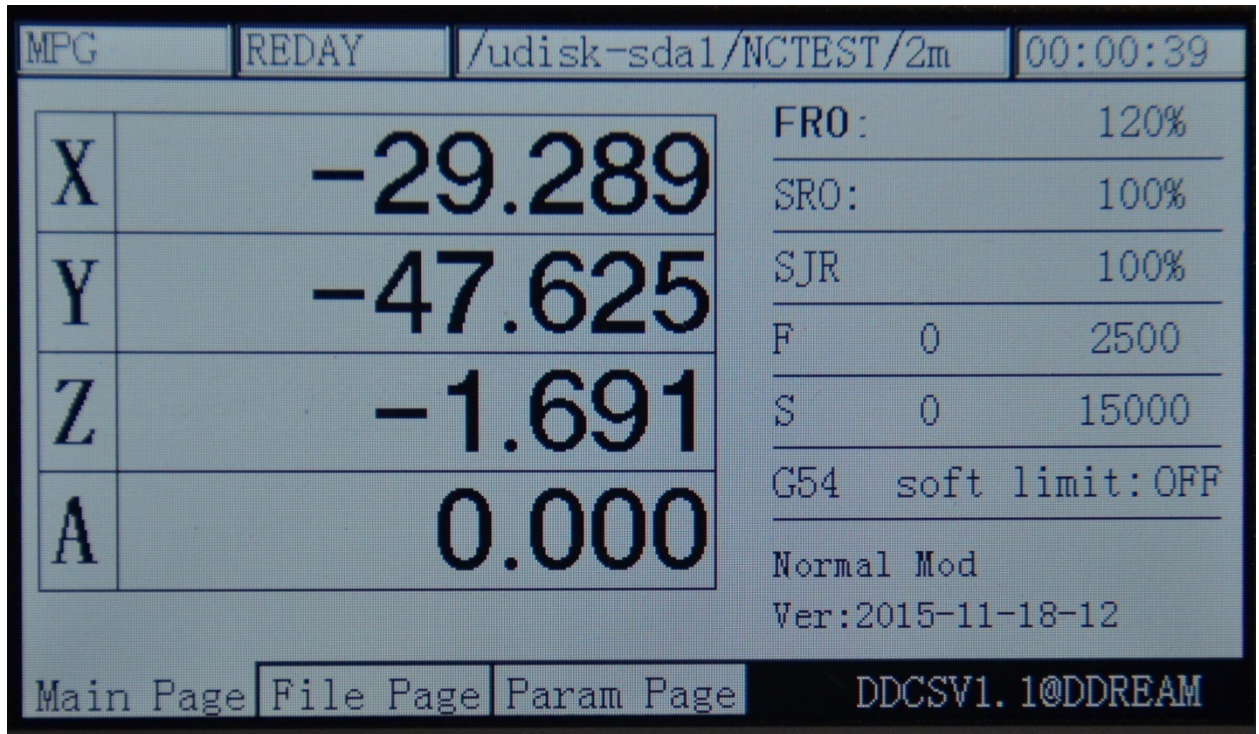 MPG REDAY /udisk-sda1/NCTEST/2m 00:00:39
X -29.289
Y -47.625
Z -1.691
A 0.000
FRO: 120%
SRO: 100%
SJR 100%
F 0 2500
S 0 15000
G54 soft limit:OFF
Normal Mod
Ver:2015-11-18-12
Main Page File Page Param Page DDCSV1.1@DDREAM